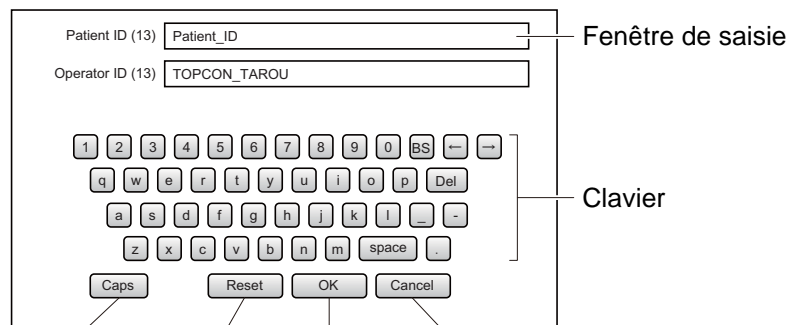 Patient ID (13) Patient_ID
Fenêtre de saisie
Operator ID (13) TOPCON_TAROU
1 2 3 4 5 6 7 8 9 0 BS ← →
q w e r t y u i o p Del
Clavier
a s d f g h j k l _ -
z x c v b n m space .
Caps Reset OK Cancel